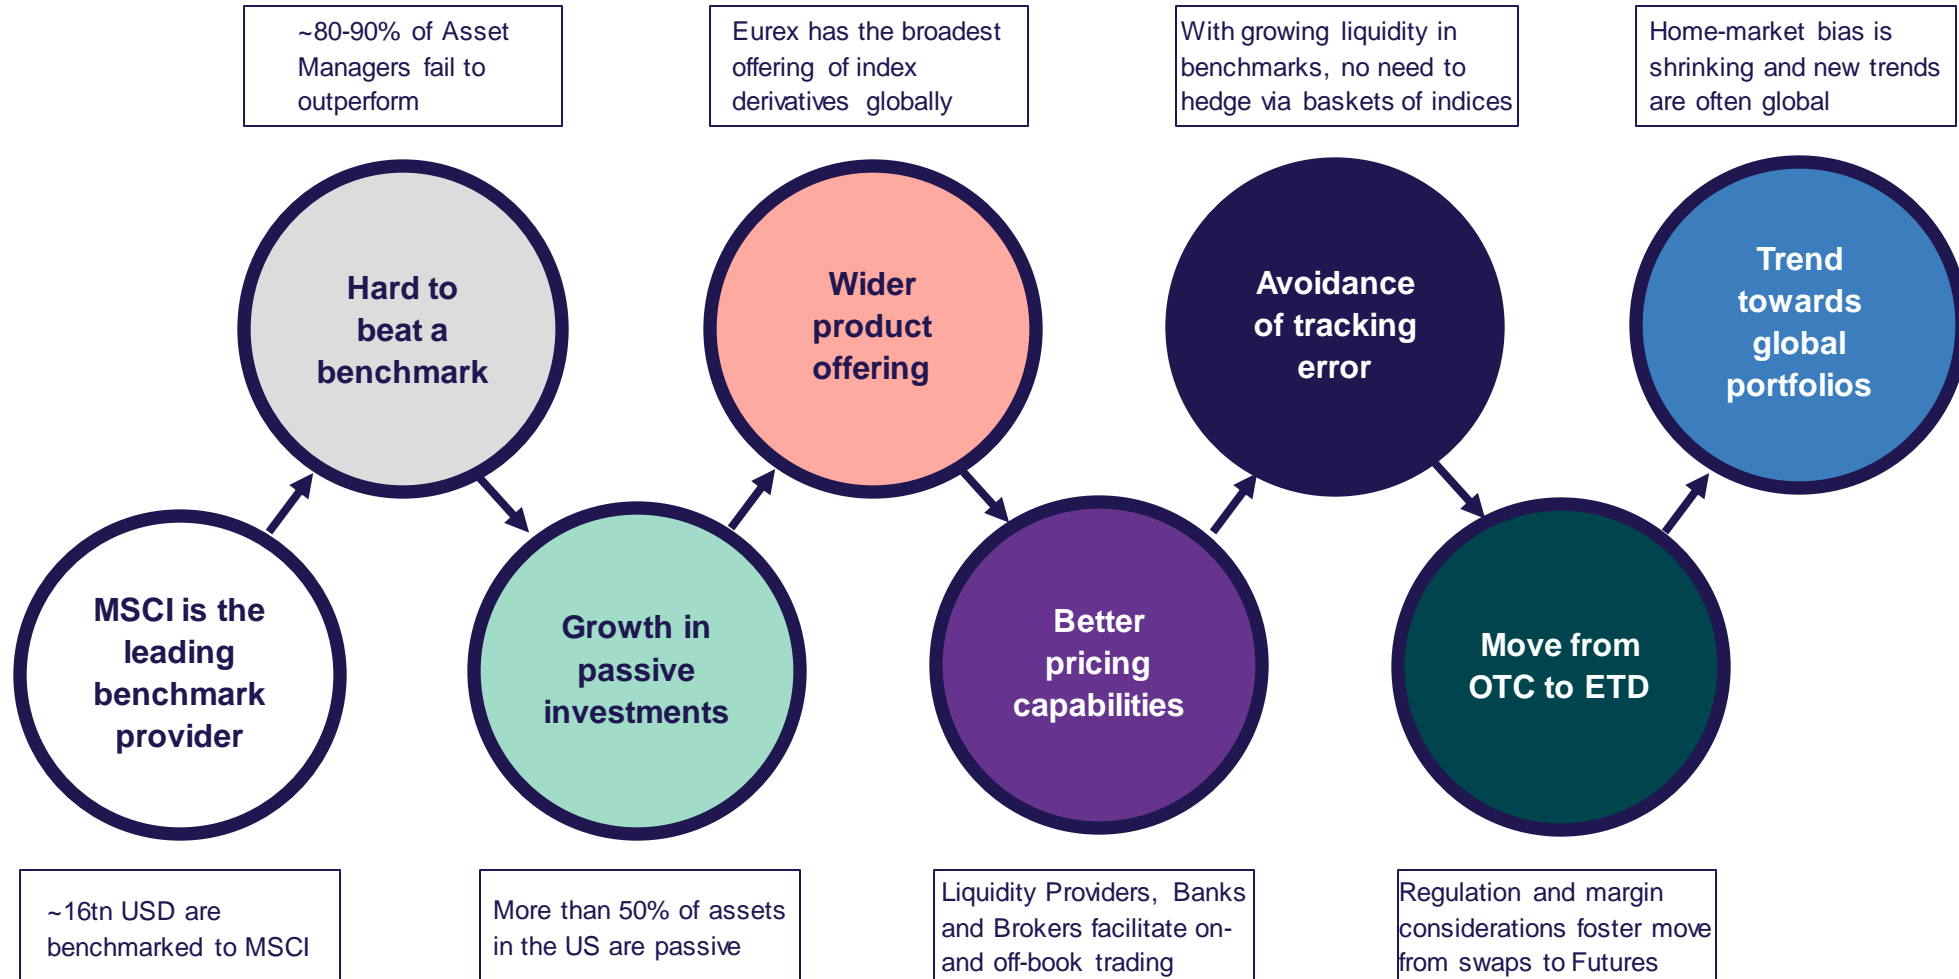 ~80-90% of Asset
Managers fail to
outperform
Eurex has the broadest
offering of index
derivatives globally
With growing liquidity in
benchmarks, no need to
hedge via baskets of indices
Home-market bias is
shrinking and new trends
are often global
Hard to
beat a
benchmark
Wider
product
offering
Avoidance
of tracking
error
Trend
towards
global
portfolios
MSCI is the
leading
benchmark
provider
Growth in
passive
investments
Better
pricing
capabilities
Move from
OTC to ETD
~16tn USD are
benchmarked to MSCI
More than 50% of assets
in the US are passive
Liquidity Providers, Banks
and Brokers facilitate on-
and off-book trading
Regulation and margin
considerations foster move
from swaps to Futures